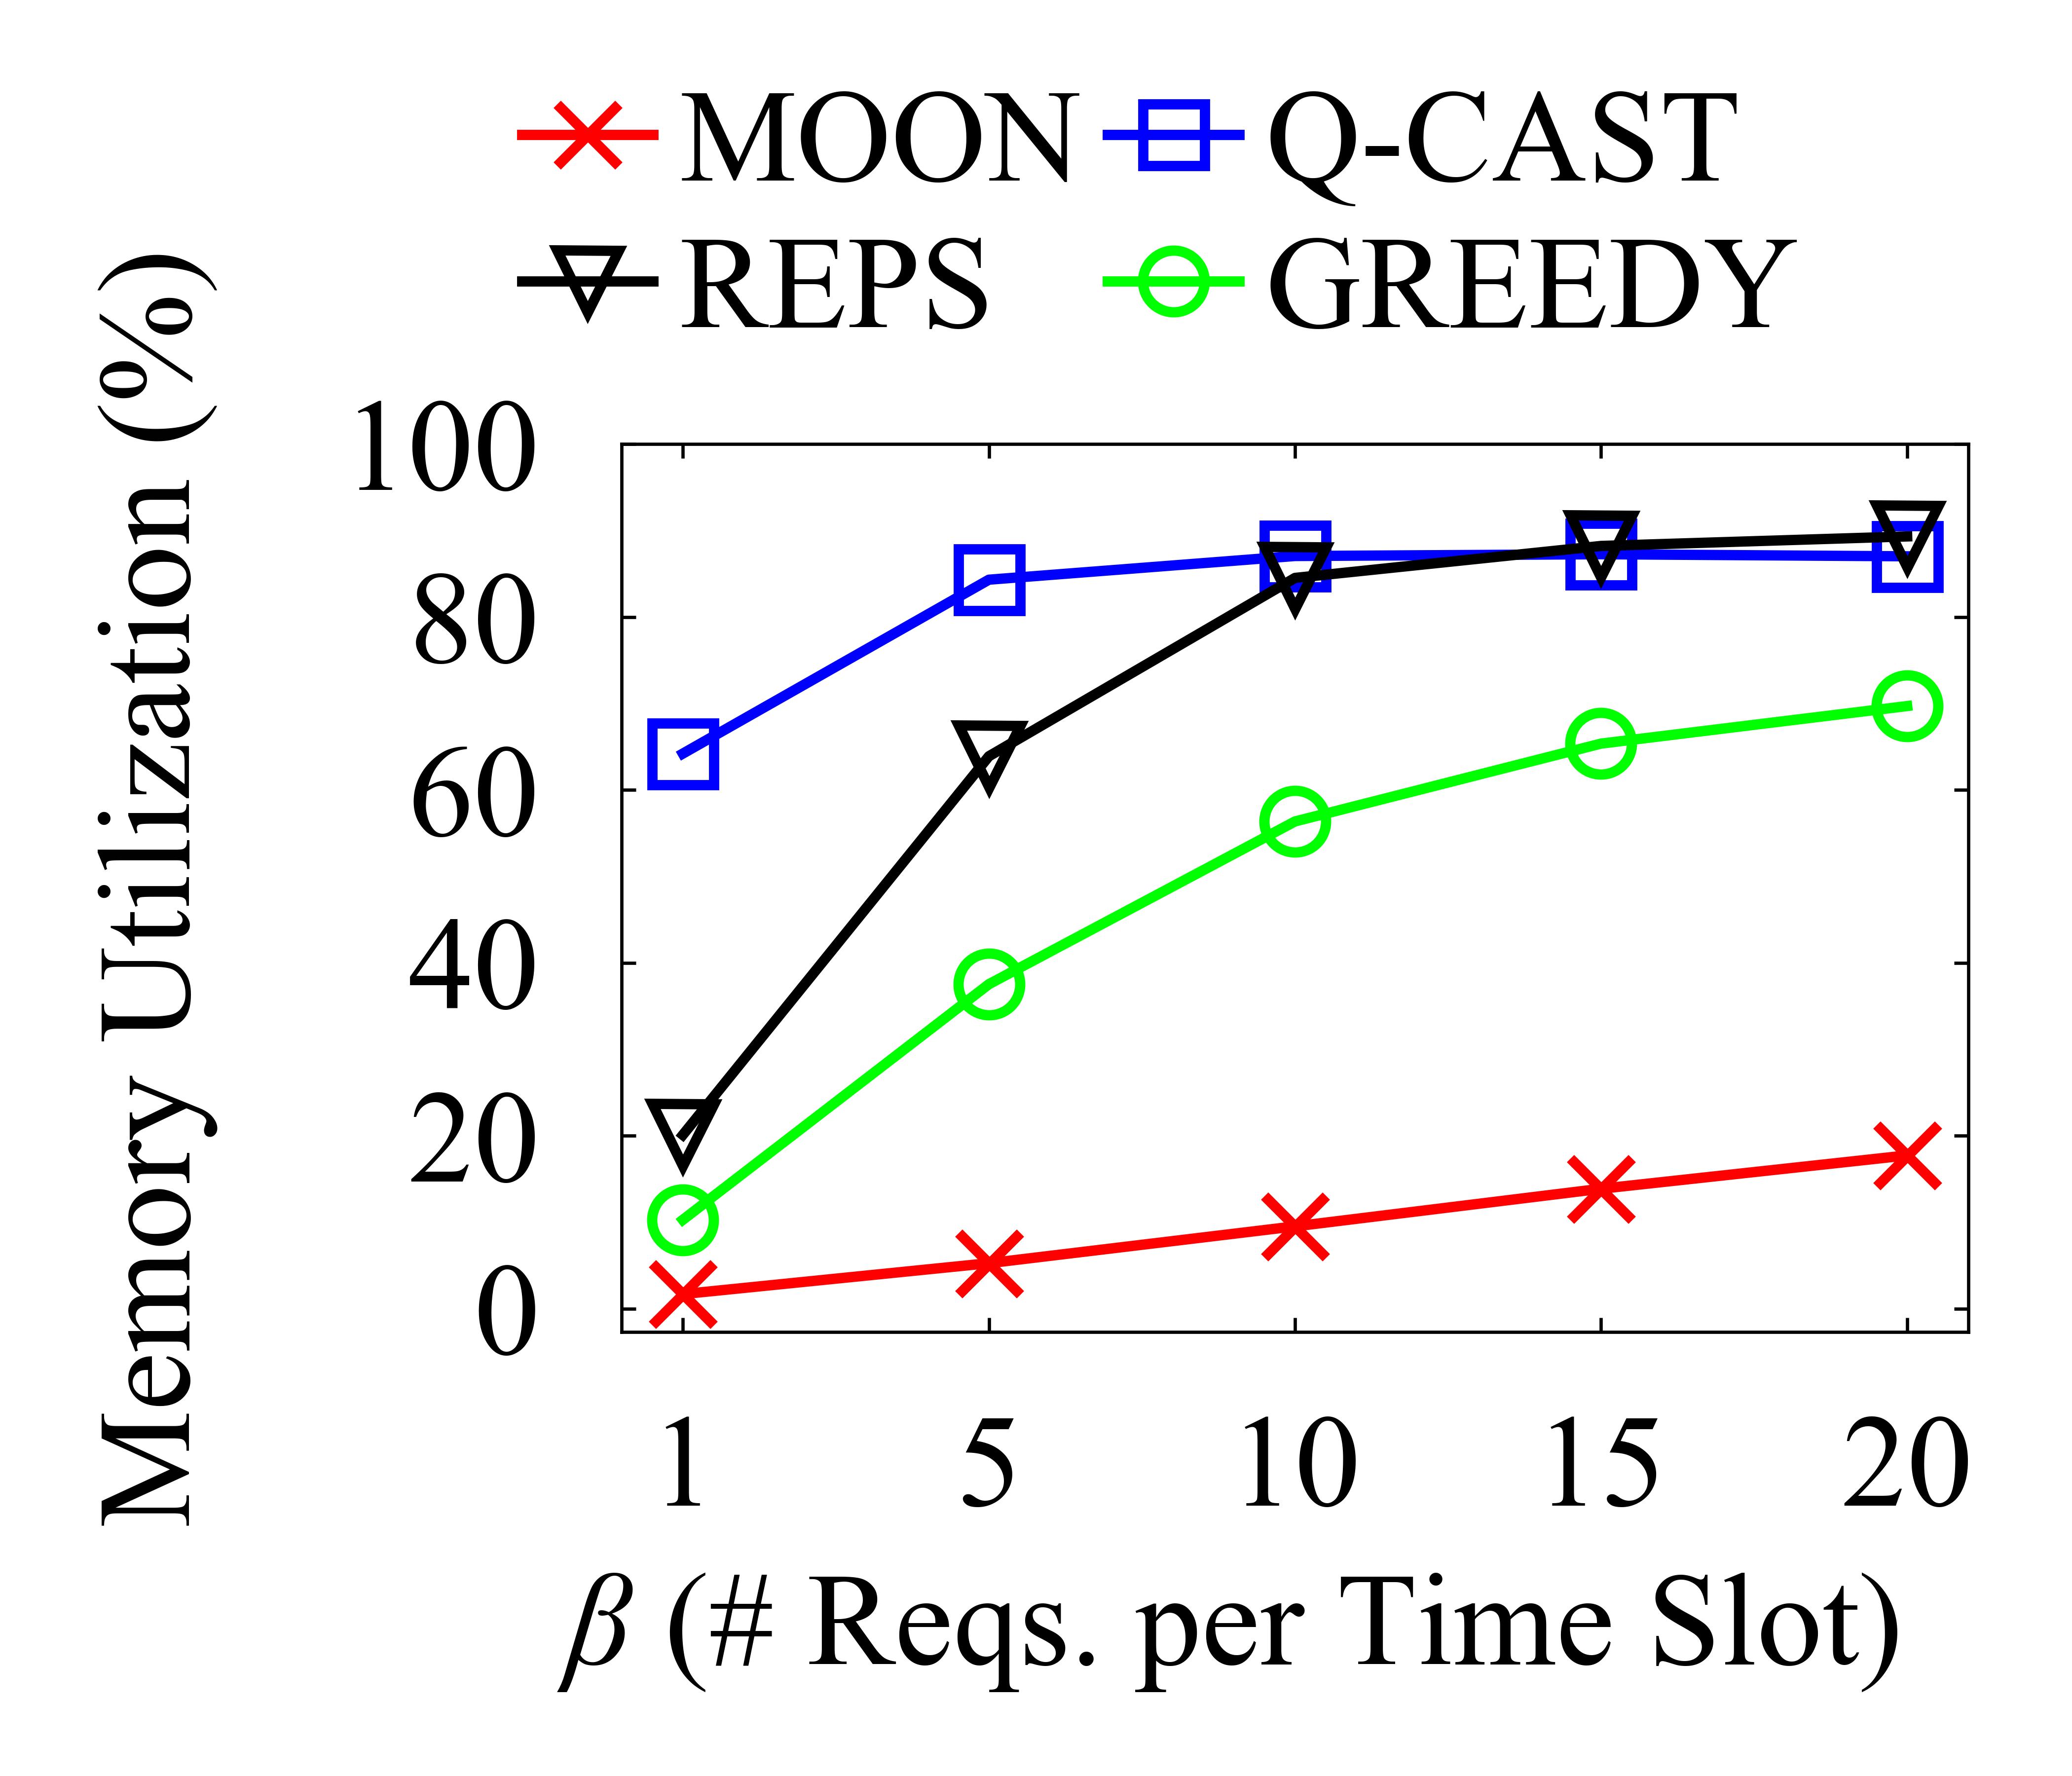 MOON Q-CAST
REPS GREEDY
Memory Utilization (%)
100
80
60
40
20
0
1 5 10 15 20
β (# Reqs. per Time Slot)